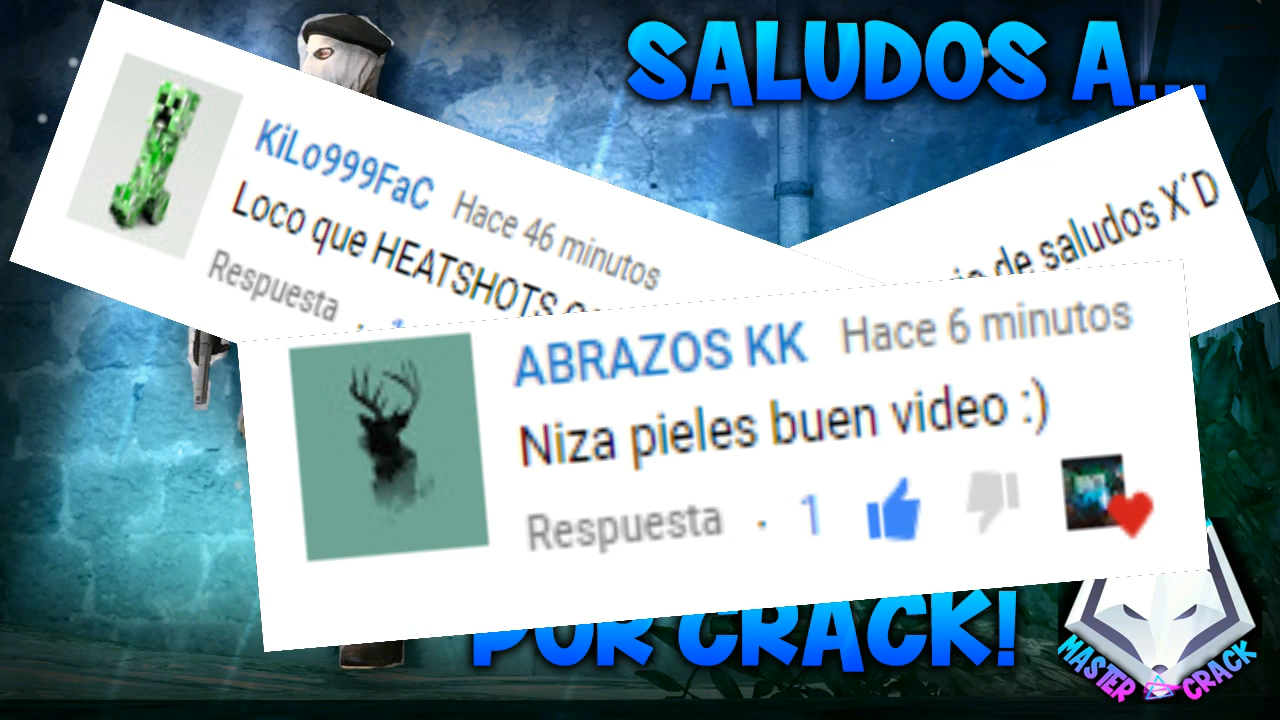 SALUDOS A...
KiLo999FaC Hace 46 minutos
Loco que HEATSHOTS
Respuesta
de saludos X´D
ABRAZOS KK Hace 6 minutos
Niza pieles buen video :)
Respuesta · 1
POR CRACK!
MASTER CRACK